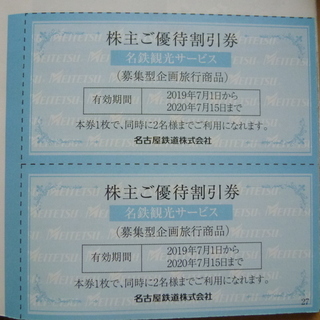 株主ご優待割引券
名鉄観光サービス
(募集型企画旅行商品)
有効期間
2019年7月1日から
2020年7月15日まで
本券1枚で、同時に2名様までご利用になれます。
名古屋鉄道株式会社
株主ご優待割引券
名鉄観光サービス
(募集型企画旅行商品)
有効期間
2019年7月1日から
2020年7月15日まで
本券1枚で、同時に2名様までご利用になれます。
名古屋鉄道株式会社
27